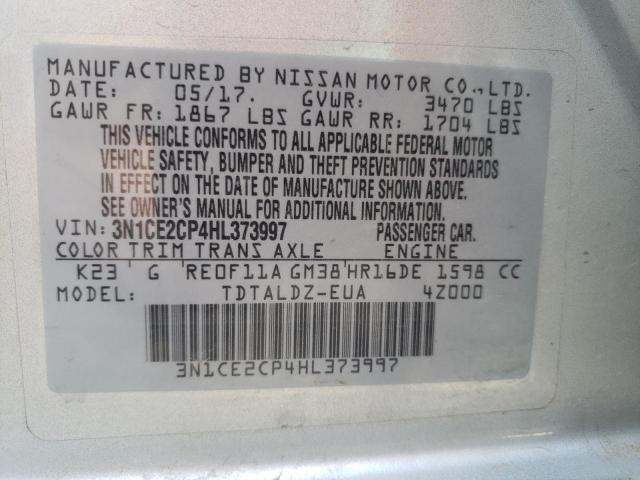 MANUFACTURED BY NISSAN MOTOR CO., LTD.
DATE: 05/17. GVWR: 3470 LBS
GAWR FR: 1867 LBS GAWR RR: 1704 LBS
THIS VEHICLE CONFORMS TO ALL APPLICABLE FEDERAL MOTOR
VEHICLE SAFETY, BUMPER AND THEFT PREVENTION STANDARDS
IN EFFECT ON THE DATE OF MANUFACTURE SHOWN ABOVE.
SEE OWNER'S MANUAL FOR ADDITIONAL INFORMATION.
VIN: 3N1CE2CP4HL373997 PASSENGER CAR.
COLOR TRIM TRANS AXLE ENGINE
K23 G RE0F11A GM38 HR16DE 1598 CC
MODEL: TDTALDZ-EUA 4Z000
3N1CE2CP4HL373997